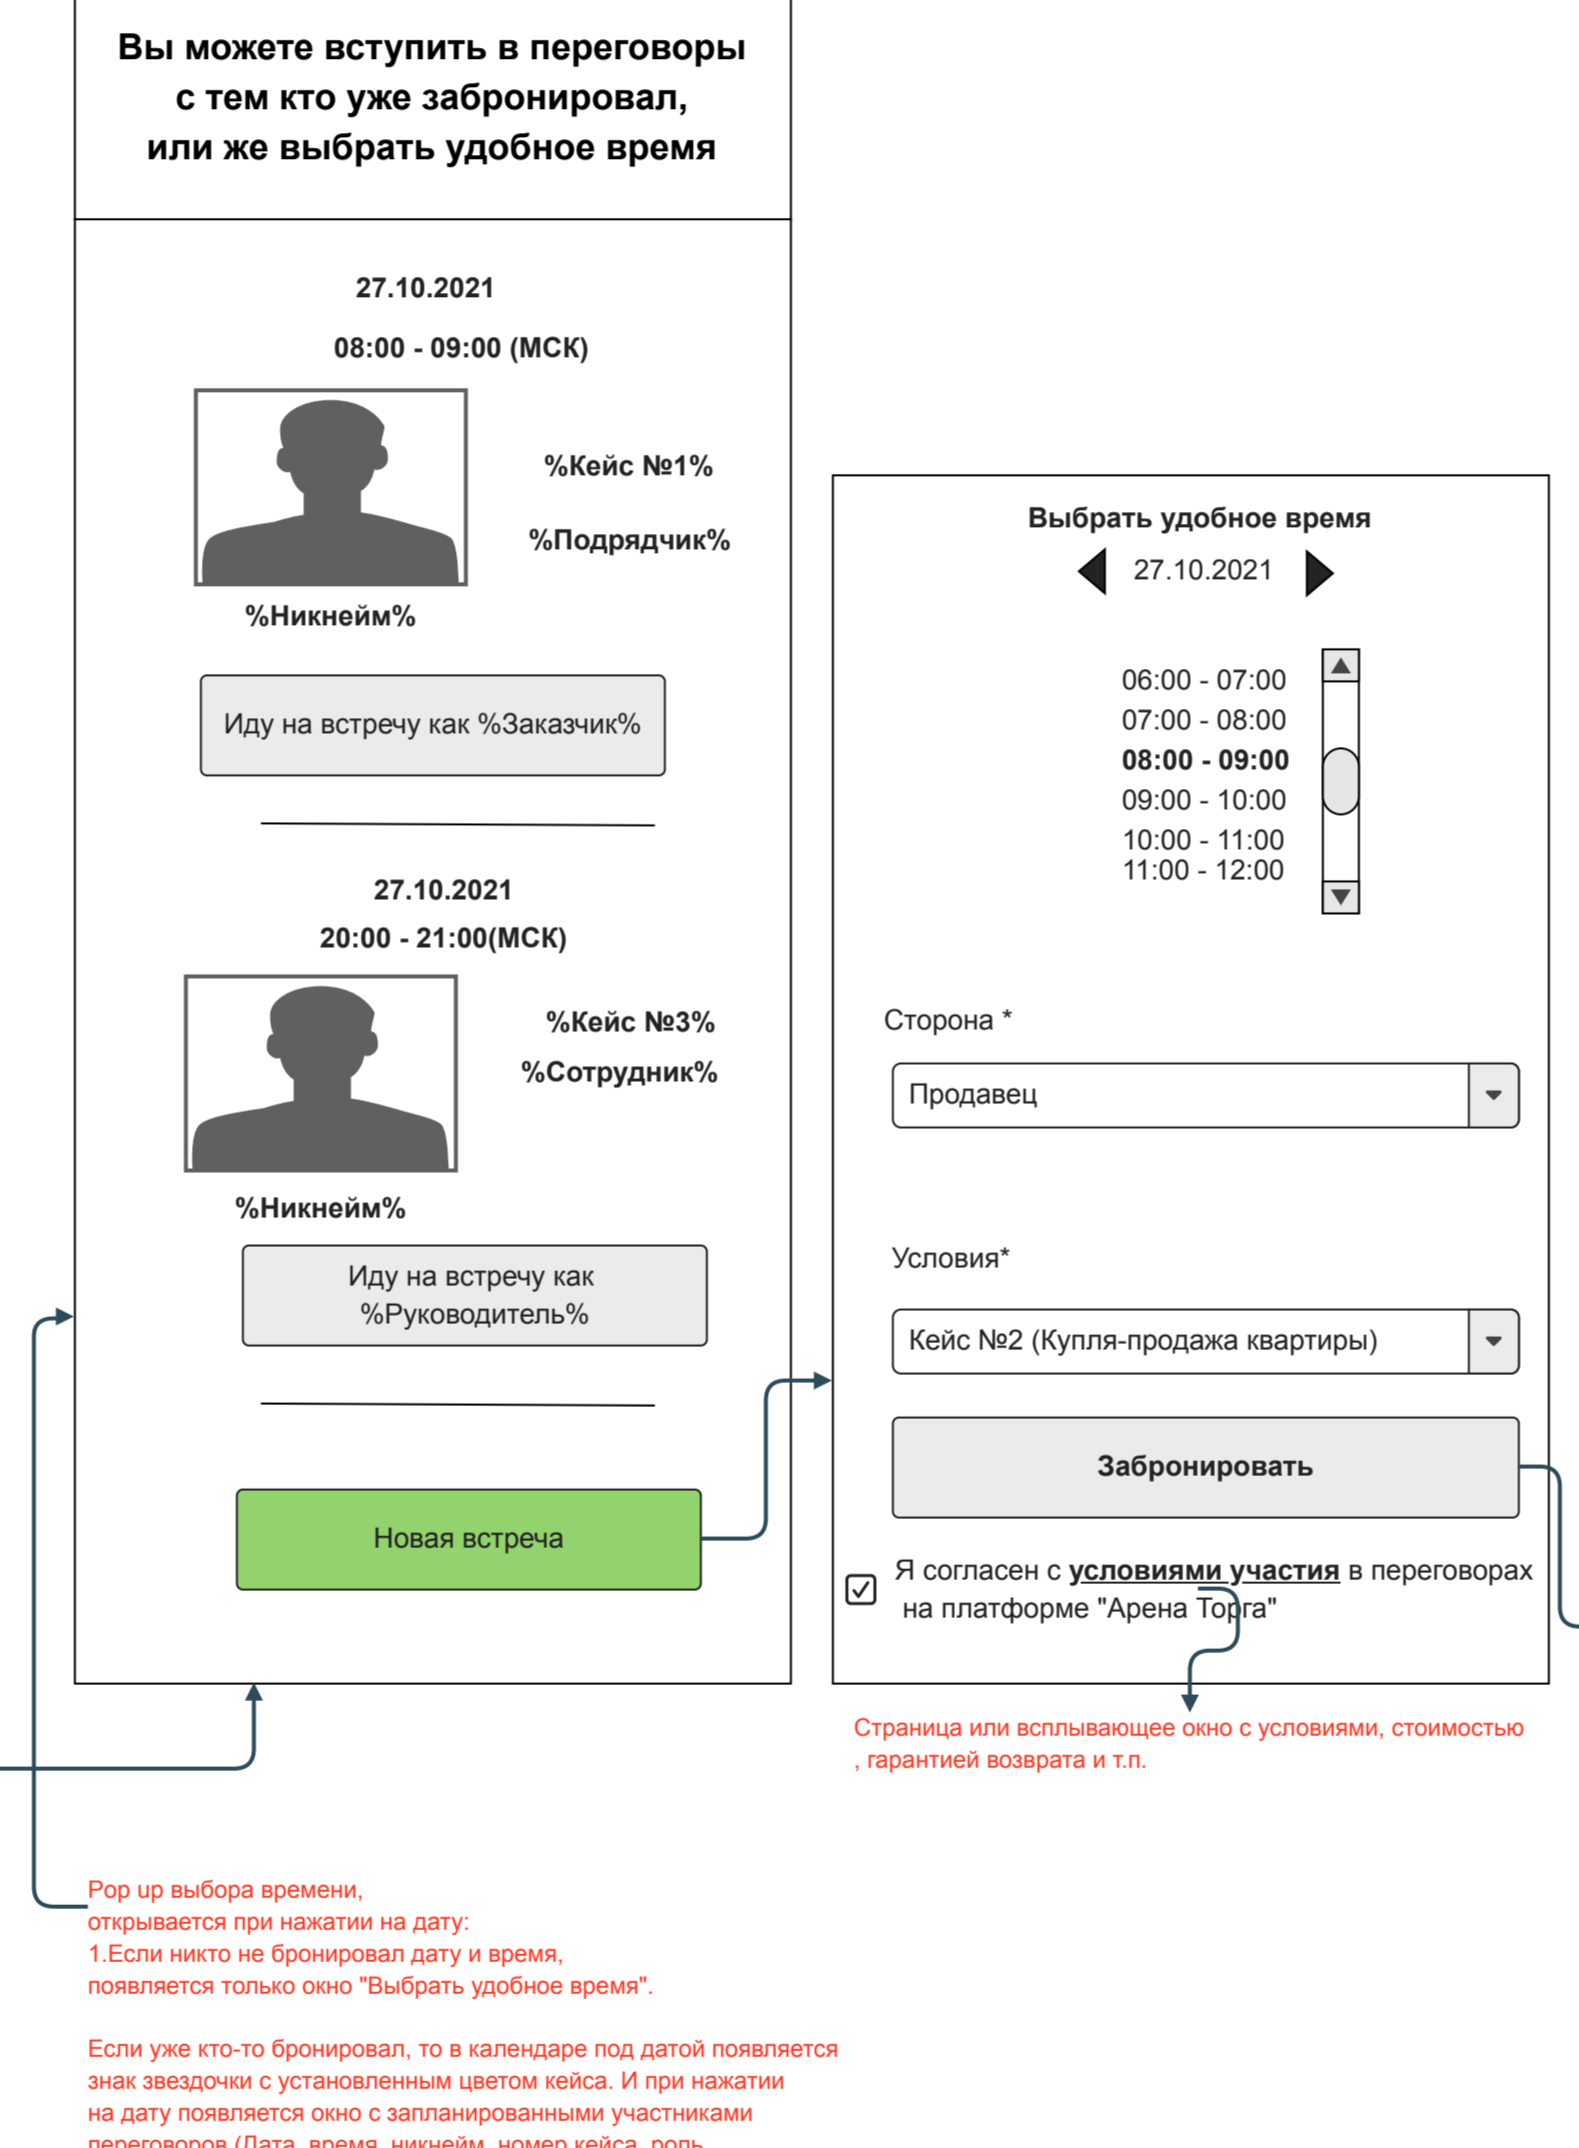 Вы можете вступить в переговоры
с тем кто уже забронировал,
или же выбрать удобное время
27.10.2021
08:00 - 09:00 (МСК)
%Кейс №1%
%Подрядчик%
%Никнейм%
Иду на встречу как %Заказчик%
27.10.2021
20:00 - 21:00(МСК)
%Кейс №3%
%Сотрудник%
%Никнейм%
Иду на встречу как
%Руководитель%
Новая встреча
Выбрать удобное время
27.10.2021
06:00 - 07:00
07:00 - 08:00
08:00 - 09:00
09:00 - 10:00
10:00 - 11:00
11:00 - 12:00
Сторона *
Продавец
Условия*
Кейс №2 (Купля-продажа квартиры)
Забронировать
Я согласен с условиями участия в переговорах
на платформе "Арена Торга"
Страница или всплывающее окно с условиями, стоимостью
, гарантией возврата и т.п.
Pop up выбора времени,
открывается при нажатии на дату:
1.Если никто не бронировал дату и время,
появляется только окно "Выбрать удобное время".
Если уже кто-то бронировал, то в календаре под датой появляется
знак звездочки с установленным цветом кейса. И при нажатии
на дату появляется окно с запланированными участниками
переговоров (Дата, время, никнейм, номер кейса, роль